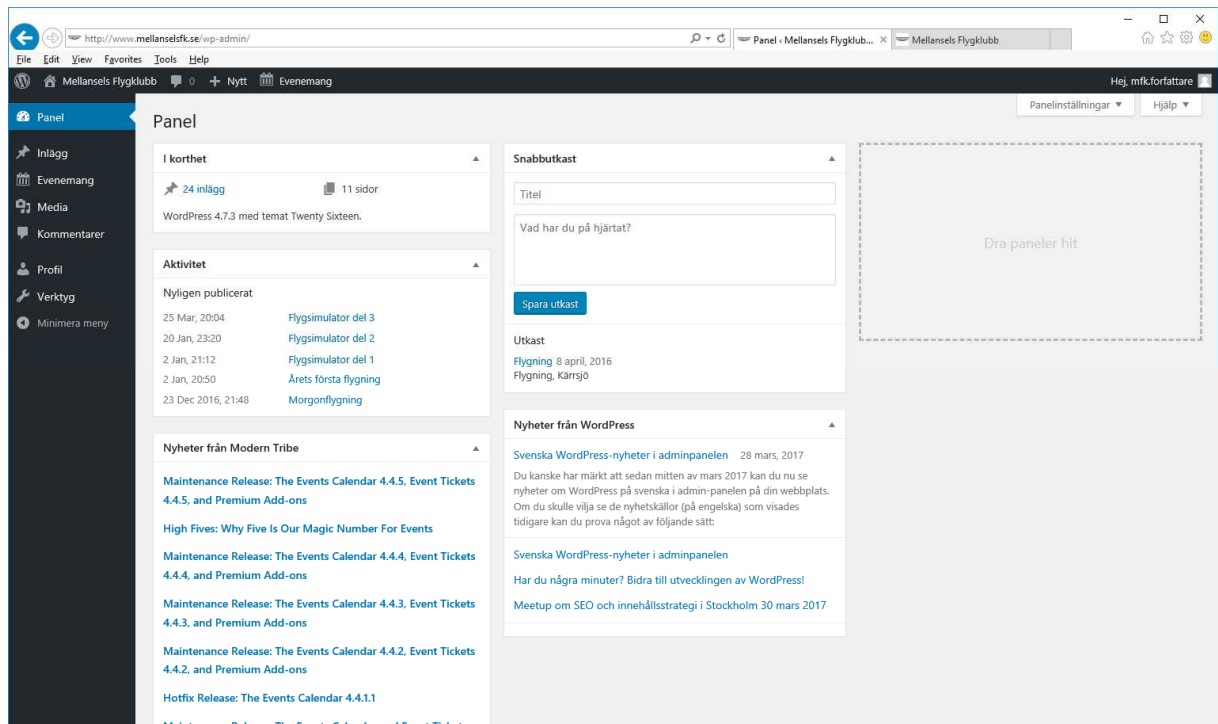 http://www.mellanselsfk.se/wp-admin/
Panel ‹ Mellansels Flygklub...
Mellansels Flygklubb
File Edit View Favorites Tools Help
Mellansels Flygklubb 0 + Nytt Evenemang
Hej, mfk.forfattare
Panel
Inlägg
Evenemang
Media
Kommentarer
Profil
Verktyg
Minimera meny
Panelinställningar ▼
Hjälp ▼
Panel
I korthet
24 inlägg
11 sidor
WordPress 4.7.3 med temat Twenty Sixteen.
Aktivitet
Nyligen publicerat
25 Mar, 20:04 Flygsimulator del 3
20 Jan, 23:20 Flygsimulator del 2
2 Jan, 21:12 Flygsimulator del 1
2 Jan, 20:50 Årets första flygning
23 Dec 2016, 21:48 Morgonflygning
Nyheter från Modern Tribe
Maintenance Release: The Events Calendar 4.4.5, Event Tickets
4.4.5, and Premium Add-ons
High Fives: Why Five Is Our Magic Number For Events
Maintenance Release: The Events Calendar 4.4.4, Event Tickets
4.4.4, and Premium Add-ons
Maintenance Release: The Events Calendar 4.4.3, Event Tickets
4.4.3, and Premium Add-ons
Maintenance Release: The Events Calendar 4.4.2, Event Tickets
4.4.2, and Premium Add-ons
Hotfix Release: The Events Calendar 4.4.1.1
Snabbutkast
Titel
Vad har du på hjärtat?
Spara utkast
Utkast
Flygning 8 april, 2016
Flygning, Kärrsjö
Nyheter från WordPress
Svenska WordPress-nyheter i adminpanelen 28 mars, 2017
Du kanske har märkt att sedan mitten av mars 2017 kan du nu se
nyheter om WordPress på svenska i admin-panelen på din webbplats.
Om du skulle vilja se de nyhetskällor (på engelska) som visades
tidigare kan du prova något av följande sätt:
Svenska WordPress-nyheter i adminpanelen
Har du några minuter? Bidra till utvecklingen av WordPress!
Meetup om SEO och innehållsstrategi i Stockholm 30 mars 2017
Dra paneler hit